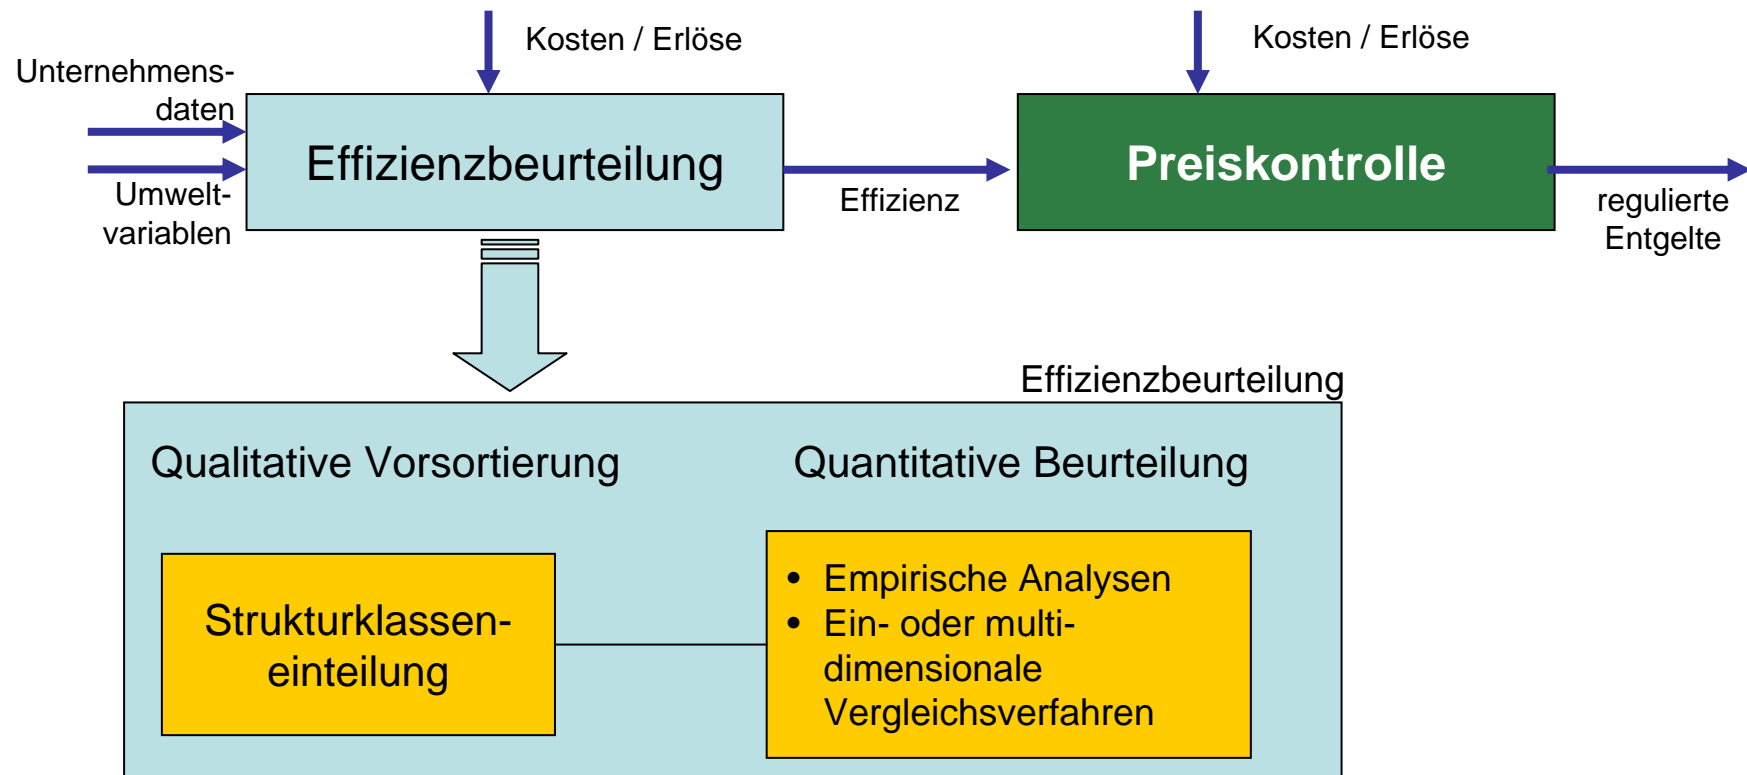 Kosten / Erlöse
Kosten / Erlöse
Unternehmens-
daten
Effizienzbeurteilung
Preiskontrolle
Umwelt-
variablen
Effizienz
regulierte
Entgelte
Effizienzbeurteilung
Qualitative Vorsortierung
Quantitative Beurteilung
Strukturklassen-
einteilung
• Empirische Analysen
• Ein- oder multi-
dimensionale
Vergleichsverfahren